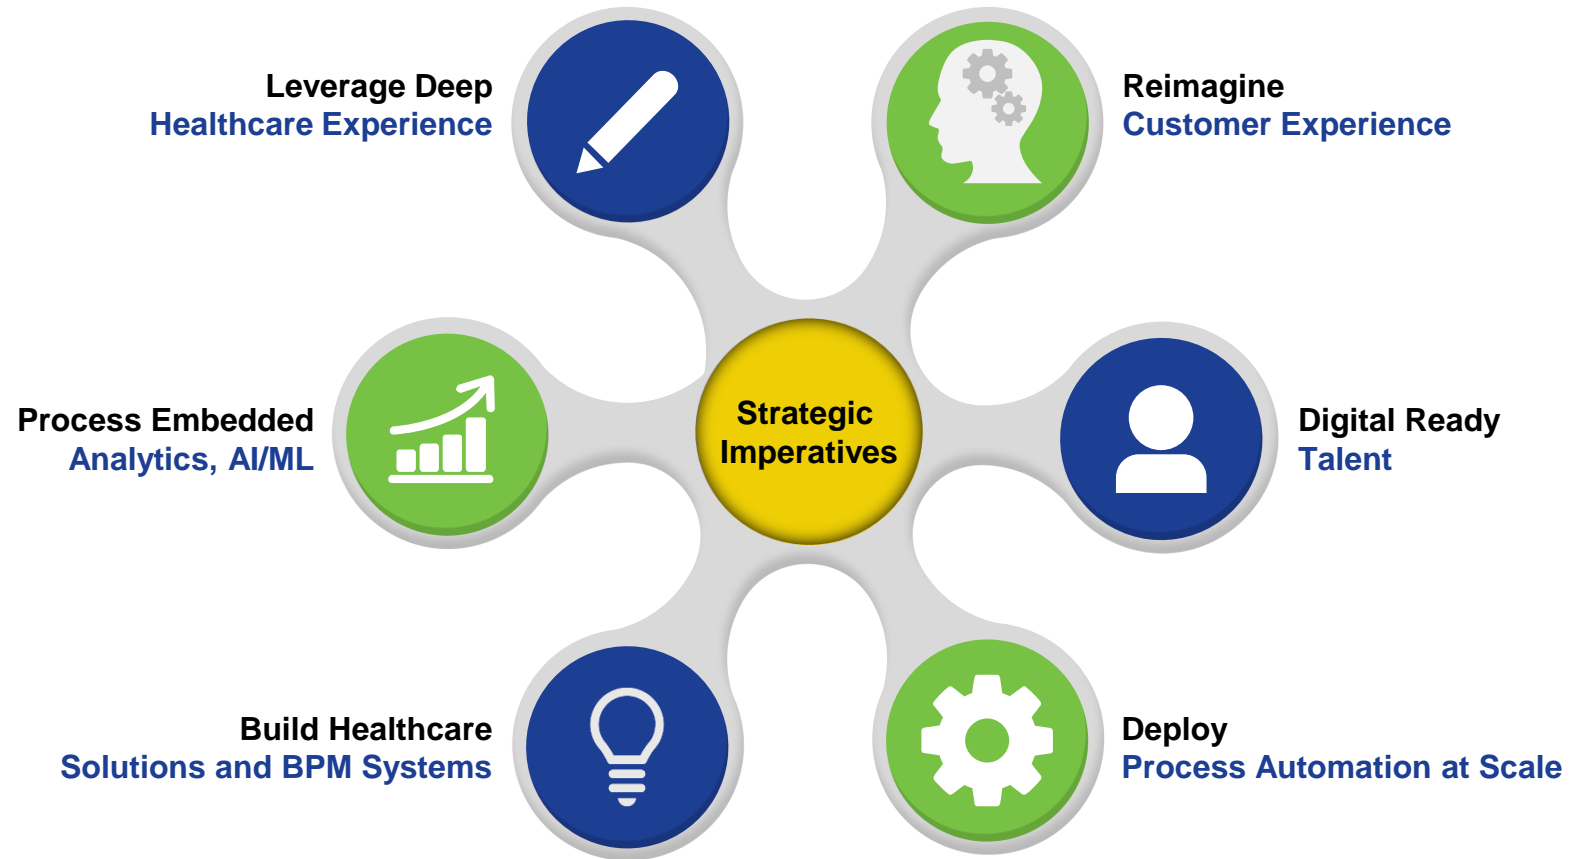 Leverage Deep
Healthcare Experience
Reimagine
Customer Experience
Process Embedded
Analytics, AI/ML
Strategic
Imperatives
Digital Ready
Talent
Build Healthcare
Solutions and BPM Systems
Deploy
Process Automation at Scale